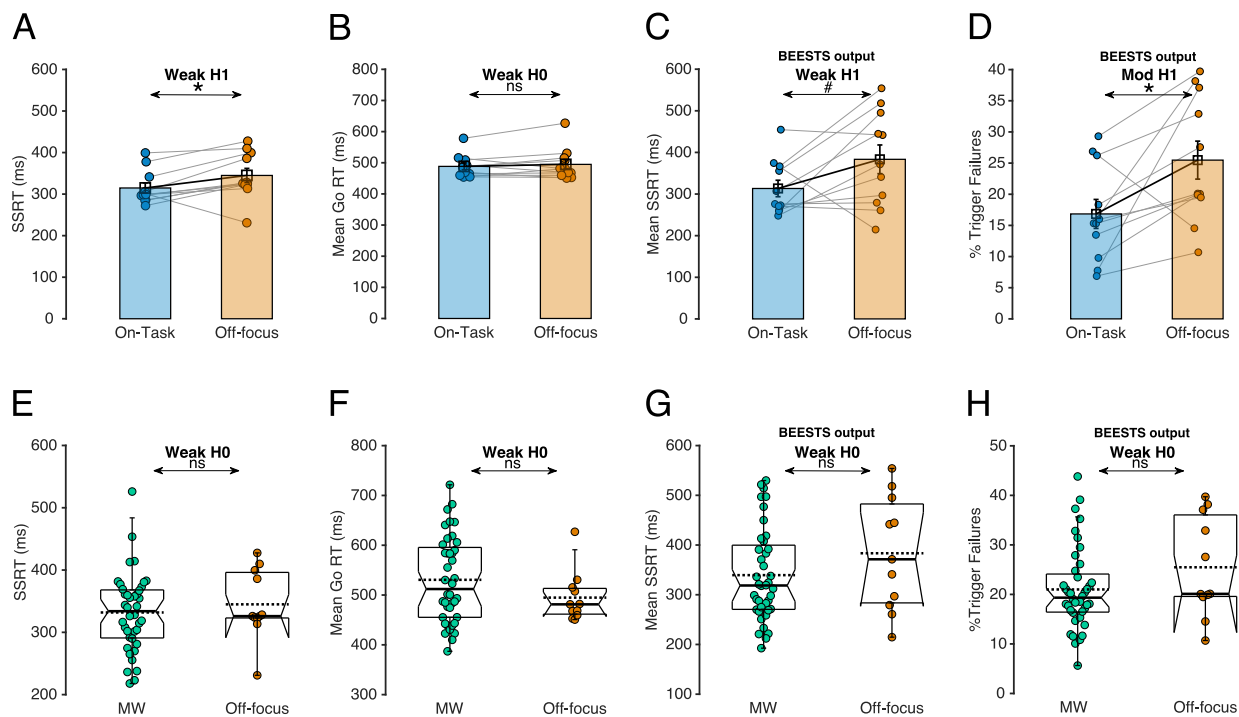 A
Weak H1
*
SSRT (ms)
600
500
400
300
200
100
0
On-Task
Off-focus
B
Weak H0
ns
Mean Go RT (ms)
800
700
600
500
400
300
200
100
0
On-Task
Off-focus
C
BEESTS output
Weak H1
#
Mean SSRT (ms)
600
500
400
300
200
100
0
On-Task
Off-focus
D
BEESTS output
Mod H1
*
% Trigger Failures
40
35
30
25
20
15
10
5
0
On-Task
Off-focus
E
Weak H0
ns
SSRT (ms)
600
500
400
300
200
MW
Off-focus
F
Weak H0
ns
Mean Go RT (ms)
800
700
600
500
400
300
MW
Off-focus
G
BEESTS output
Weak H0
ns
Mean SSRT (ms)
600
500
400
300
200
100
MW
Off-focus
H
BEESTS output
Weak H0
ns
%Trigger Failures
50
40
30
20
10
0
MW
Off-focus